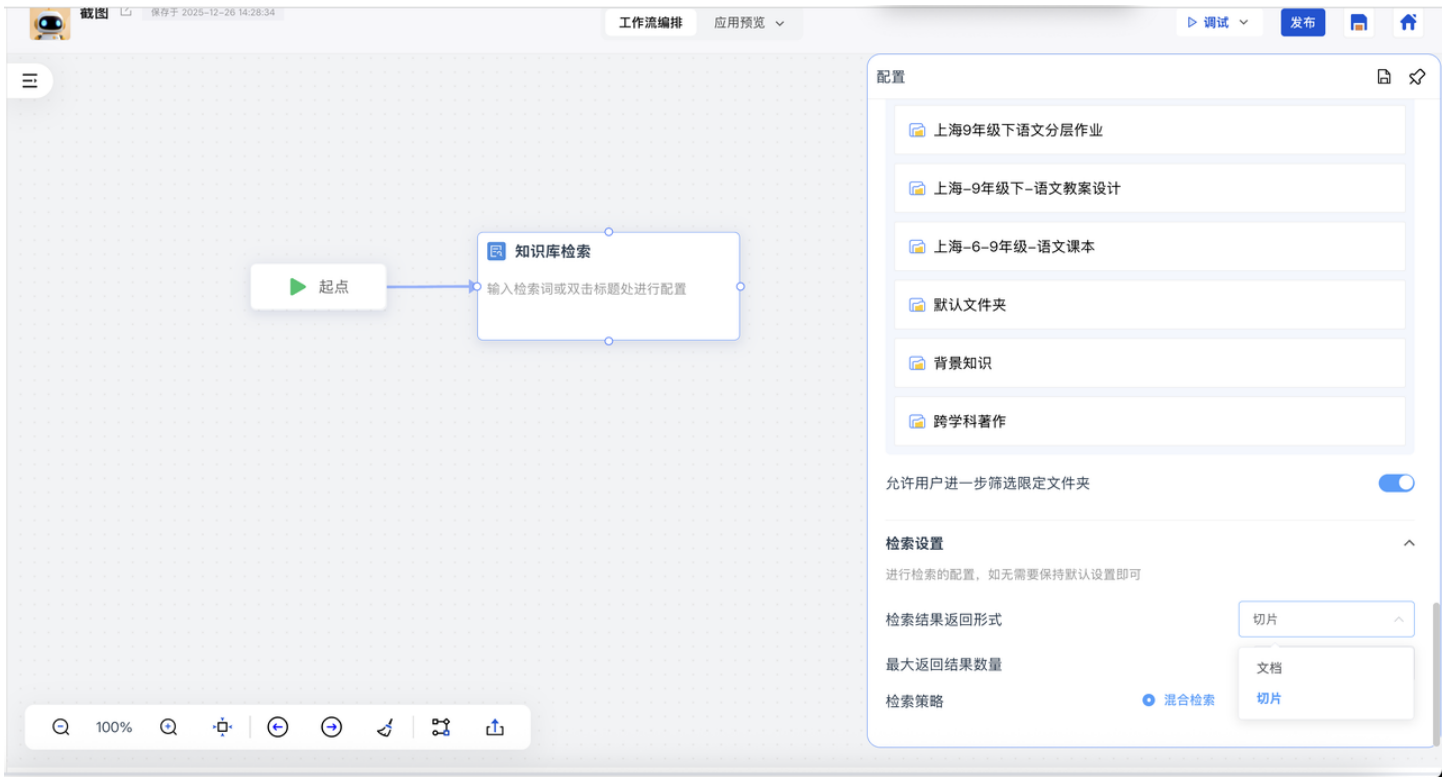 截图 保存于 2025-12-26 14:28:34
工作流编排 应用预览
调试 发布
配置
上海9年级下语文分层作业
上海-9年级下-语文教案设计
上海-6-9年级-语文课本
默认文件夹
背景知识
跨学科著作
允许用户进一步筛选限定文件夹
检索设置
进行检索的配置，如无需要保持默认设置即可
检索结果返回形式 切片
最大返回结果数量
文档
检索策略 混合检索
切片
起点
知识库检索
输入检索词或双击标题处进行配置
100%